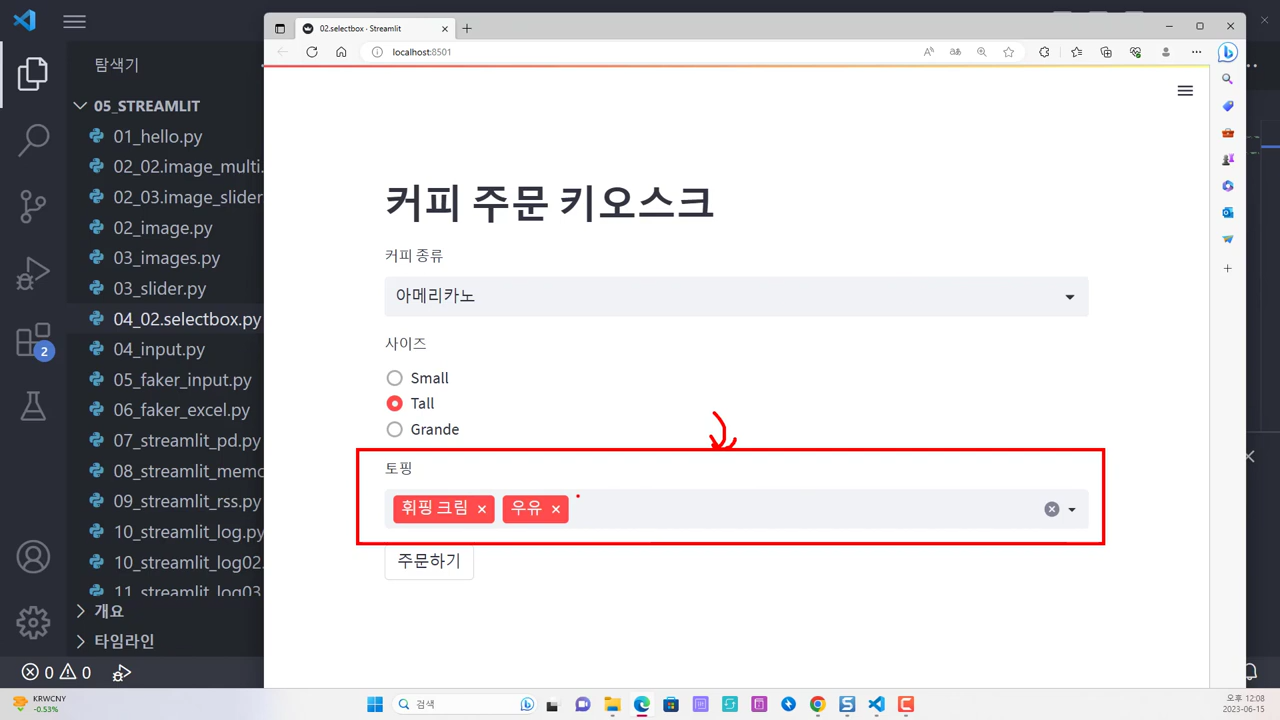 02.selectbox · Streamlit
localhost:8501
탐색기
05_STREAMLIT
01_hello.py
02_02.image_multi.
02_03.image_slider
02_image.py
03_images.py
03_slider.py
04_02.selectbox.py
04_input.py
05_faker_input.py
06_faker_excel.py
07_streamlit_pd.py
08_streamlit_memo
09_streamlit_rss.py
10_streamlit_log.py
10_streamlit_log02.
11_streamlit_log03
개요
타임라인
2
0 0
커피 주문 키오스크
커피 종류
아메리카노
사이즈
Small
Tall
Grande
토핑
휘핑 크림 × 우유 ×
주문하기
KRWCNY
-0.53%
검색
오후 12:08
2023-06-15